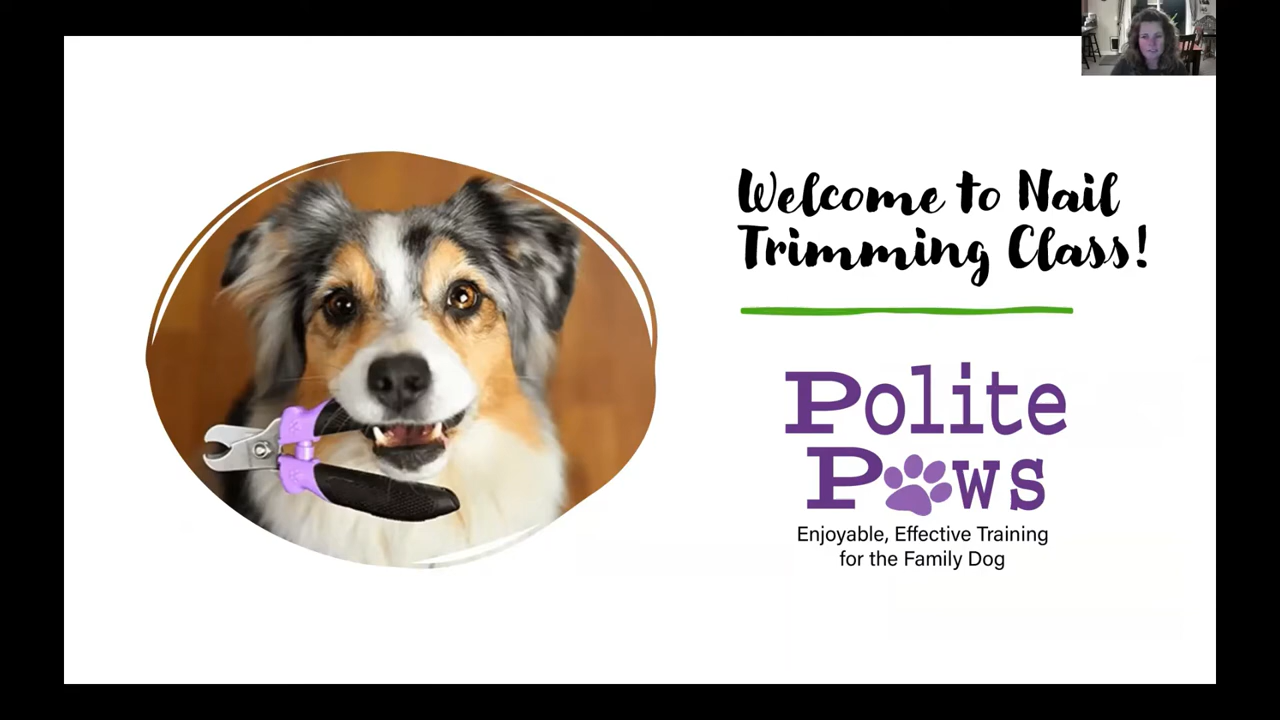 Welcome to Nail
Trimming Class!
Polite
Paws
Enjoyable, Effective Training
for the Family Dog